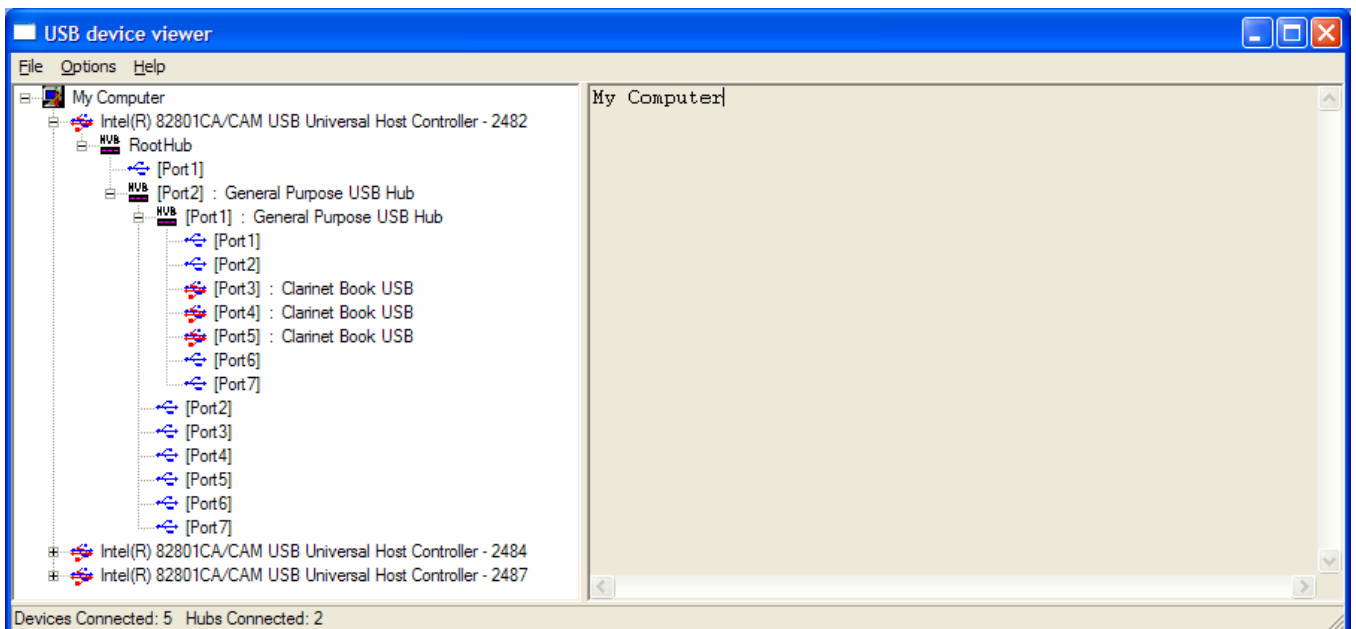 USB device viewer
File Options Help
My Computer
Intel(R) 82801CA/CAM USB Universal Host Controller - 2482
HUB RootHub
[Port1]
HUB [Port2] : General Purpose USB Hub
HUB [Port1] : General Purpose USB Hub
[Port1]
[Port2]
[Port3] : Clarinet Book USB
[Port4] : Clarinet Book USB
[Port5] : Clarinet Book USB
[Port6]
[Port7]
[Port2]
[Port3]
[Port4]
[Port5]
[Port6]
[Port7]
Intel(R) 82801CA/CAM USB Universal Host Controller - 2484
Intel(R) 82801CA/CAM USB Universal Host Controller - 2487
My Computer
Devices Connected: 5 Hubs Connected: 2